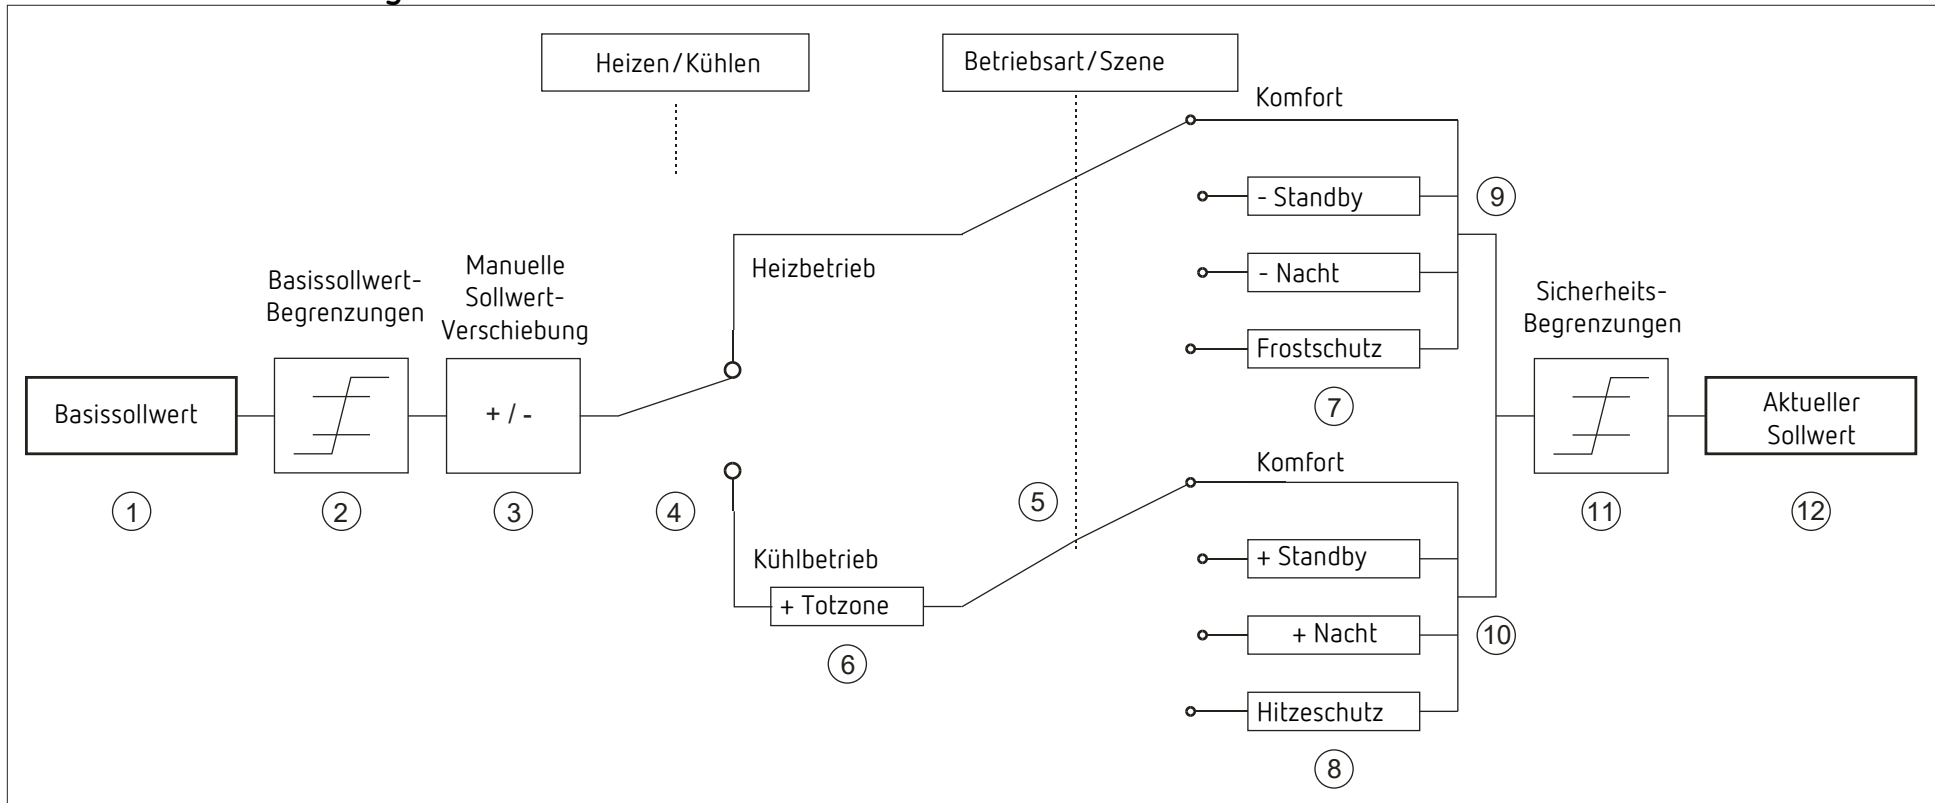 Heizen/Kühlen
Betriebsart/Szene
Komfort
- Standby
9
- Nacht
Heizbetrieb
Frostschutz
7
Basissollwert-
Begrenzungen
Manuelle
Sollwert-
Verschiebung
Sicherheits-
Begrenzungen
Basissollwert
+ / -
Aktueller
Sollwert
1
2
3
4
5
11
12
Komfort
Kühlbetrieb
+ Totzone
6
+ Standby
+ Nacht
10
Hitzeschutz
8